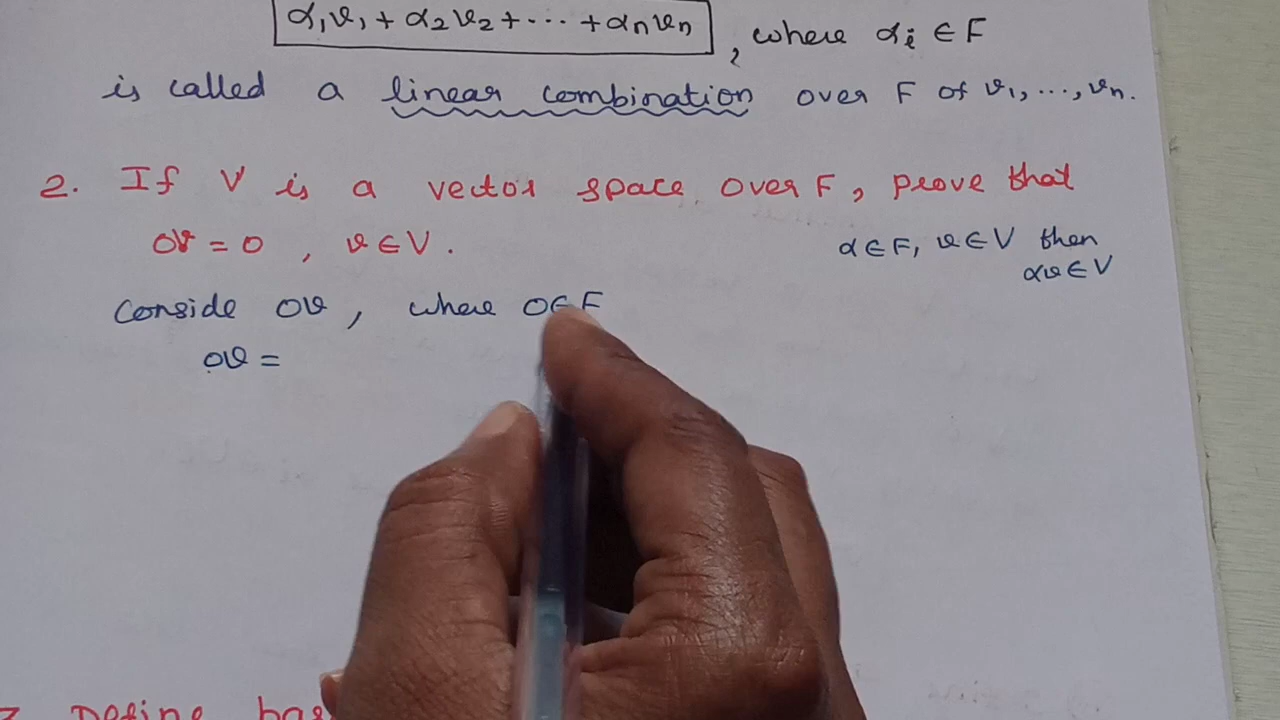 α₁v₁ + α₂v₂ + ··· + αₙvₙ , where αᵢ ∈ F
is called a linear combination over F of v₁, ..., vₙ.
2. If V is a vector space over F, prove that
0v = 0 , v ∈ V.
α ∈ F, v ∈ V then
αv ∈ V
Conside 0v , where 0 ∈ F
0v =
Define